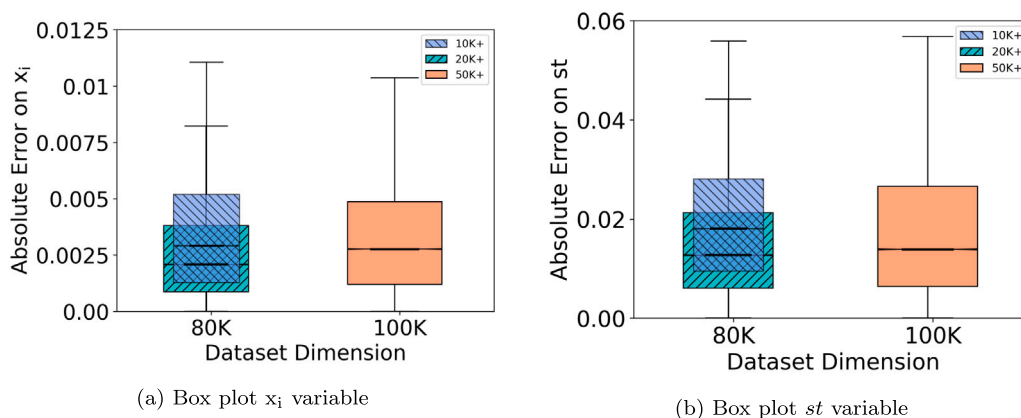 0.0125
0.01
0.0075
0.005
0.0025
0.00
Absolute Error on xᵢ
10K+
20K+
50K+
80K
100K
Dataset Dimension
(a) Box plot xᵢ variable
0.06
0.04
0.02
0.00
Absolute Error on st
10K+
20K+
50K+
80K
100K
Dataset Dimension
(b) Box plot st variable